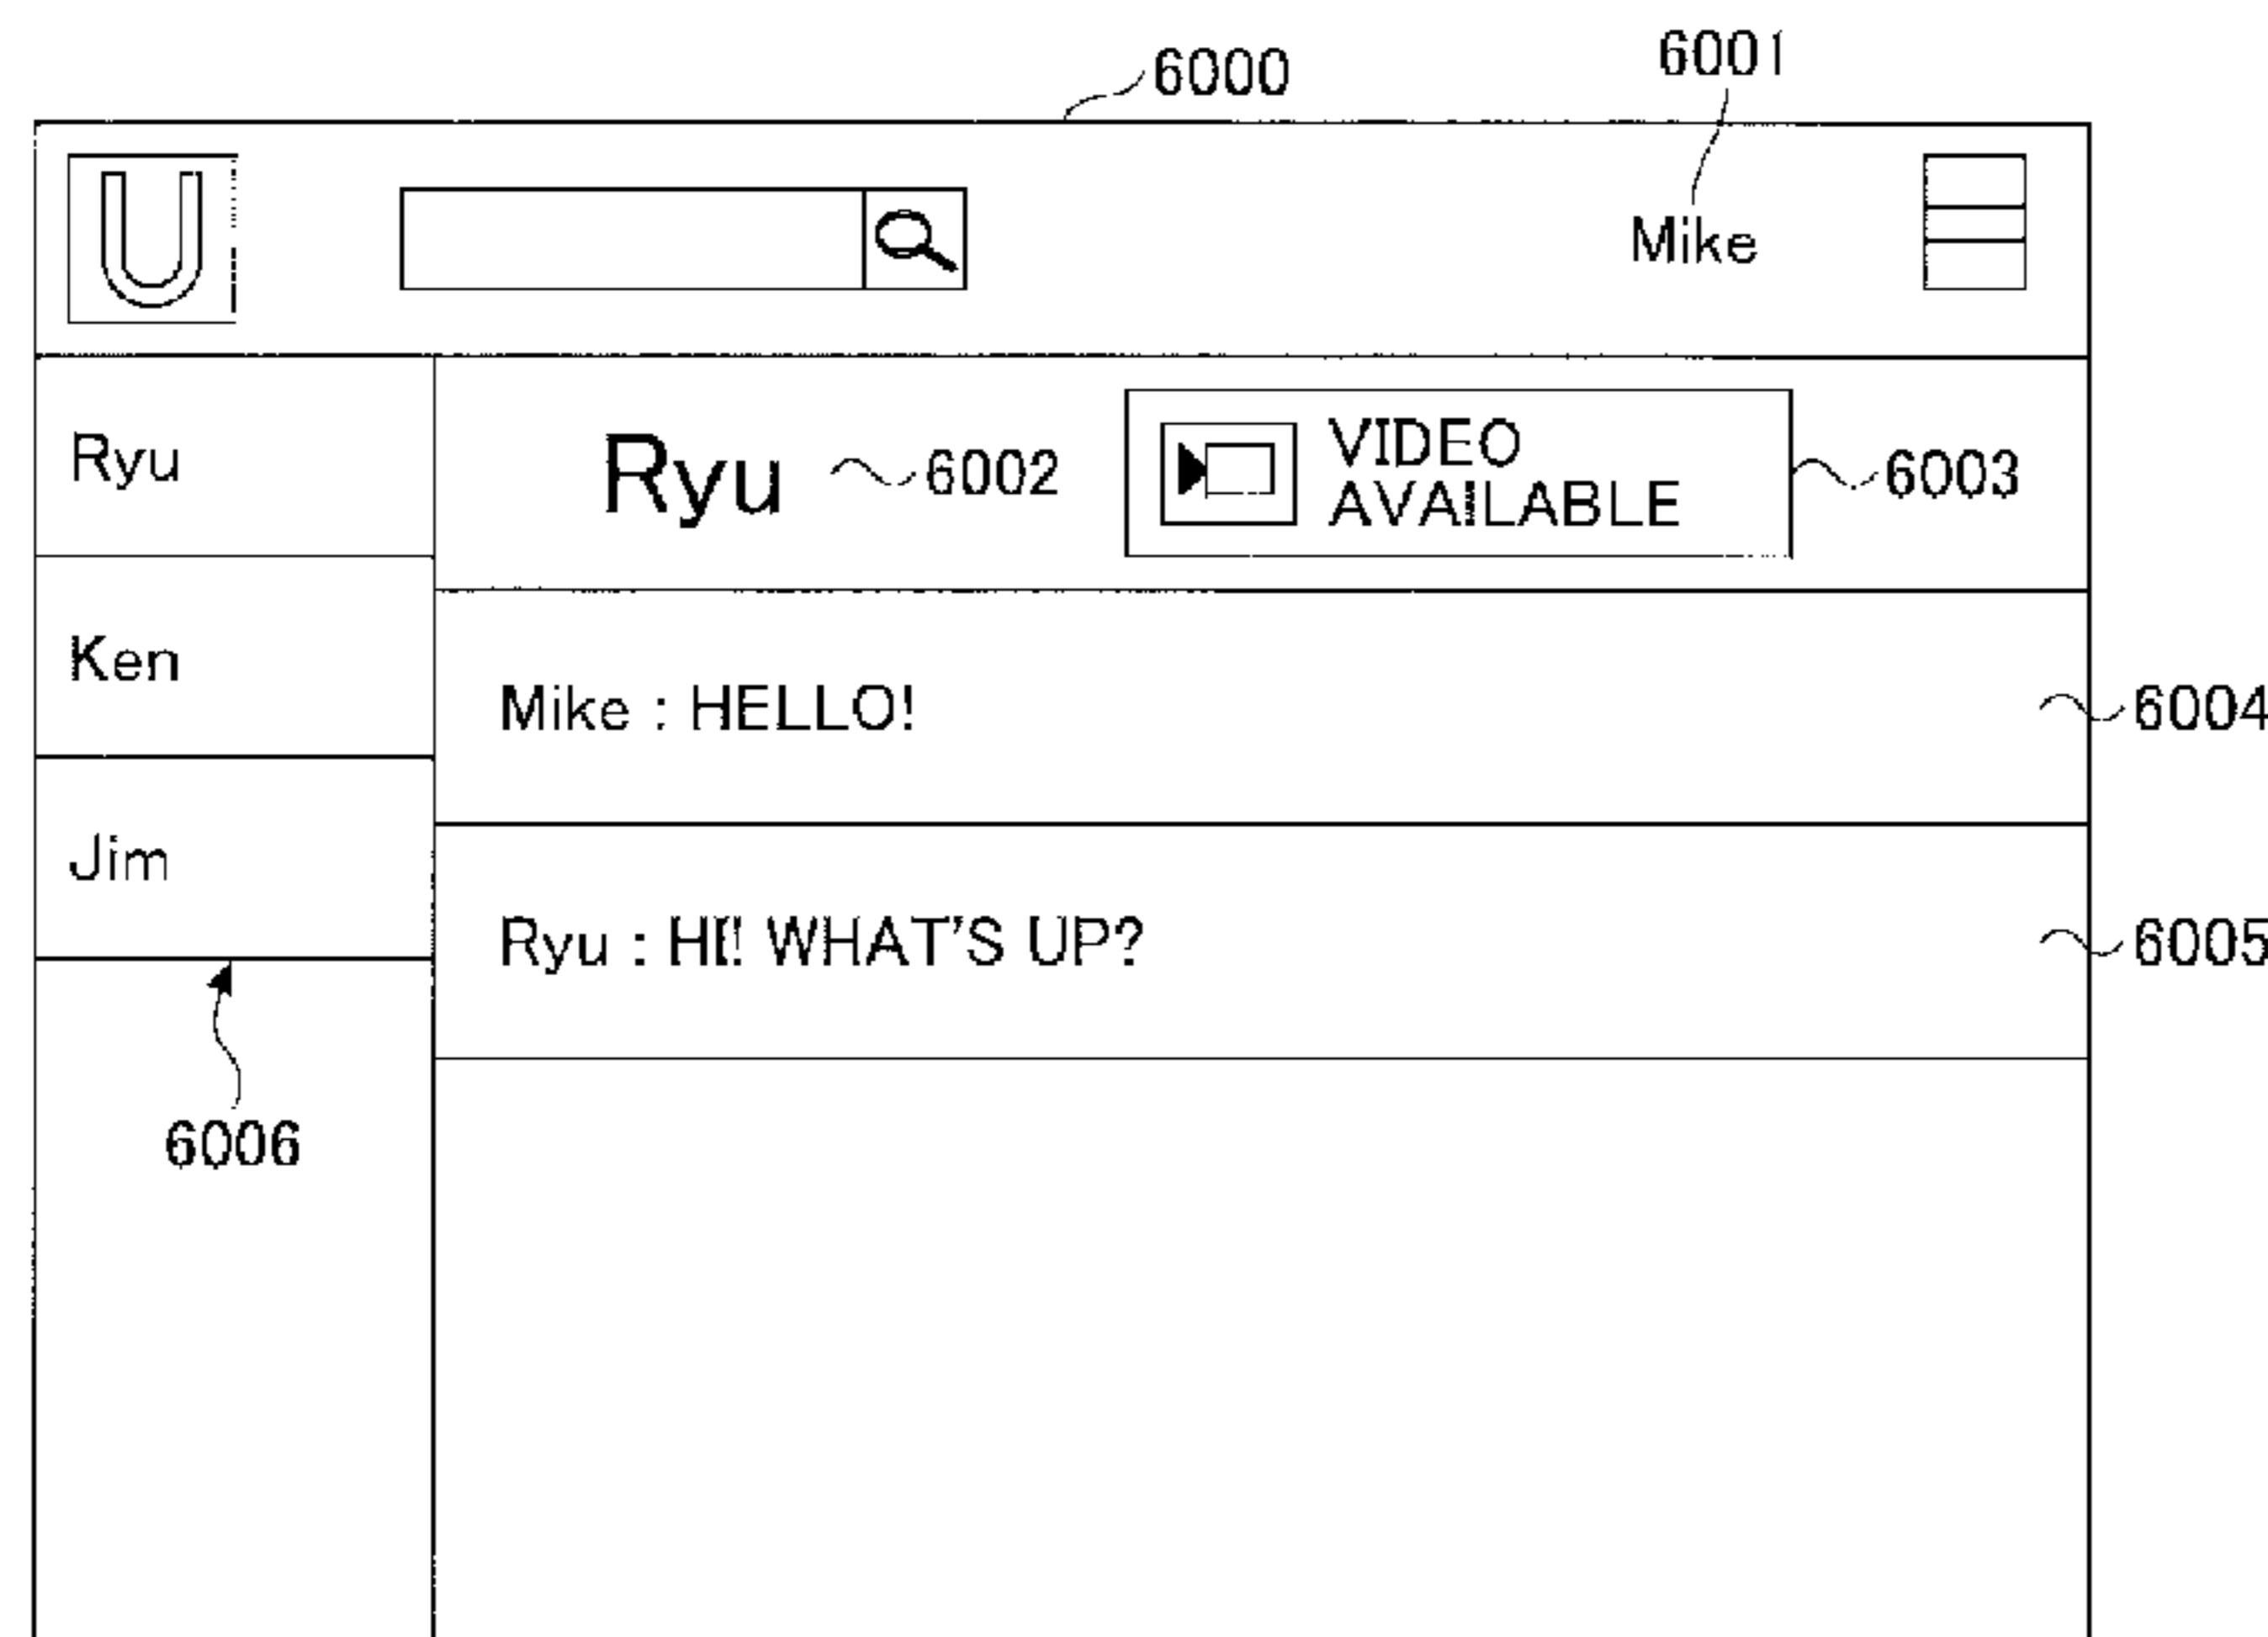 6000
6001
U
Mike
Ryu
Ken
Jim
Ryu
6002
VIDEO
AVAILABLE
6003
Mike : HELLO!
6004
Ryu : HI! WHAT'S UP?
6005
6006